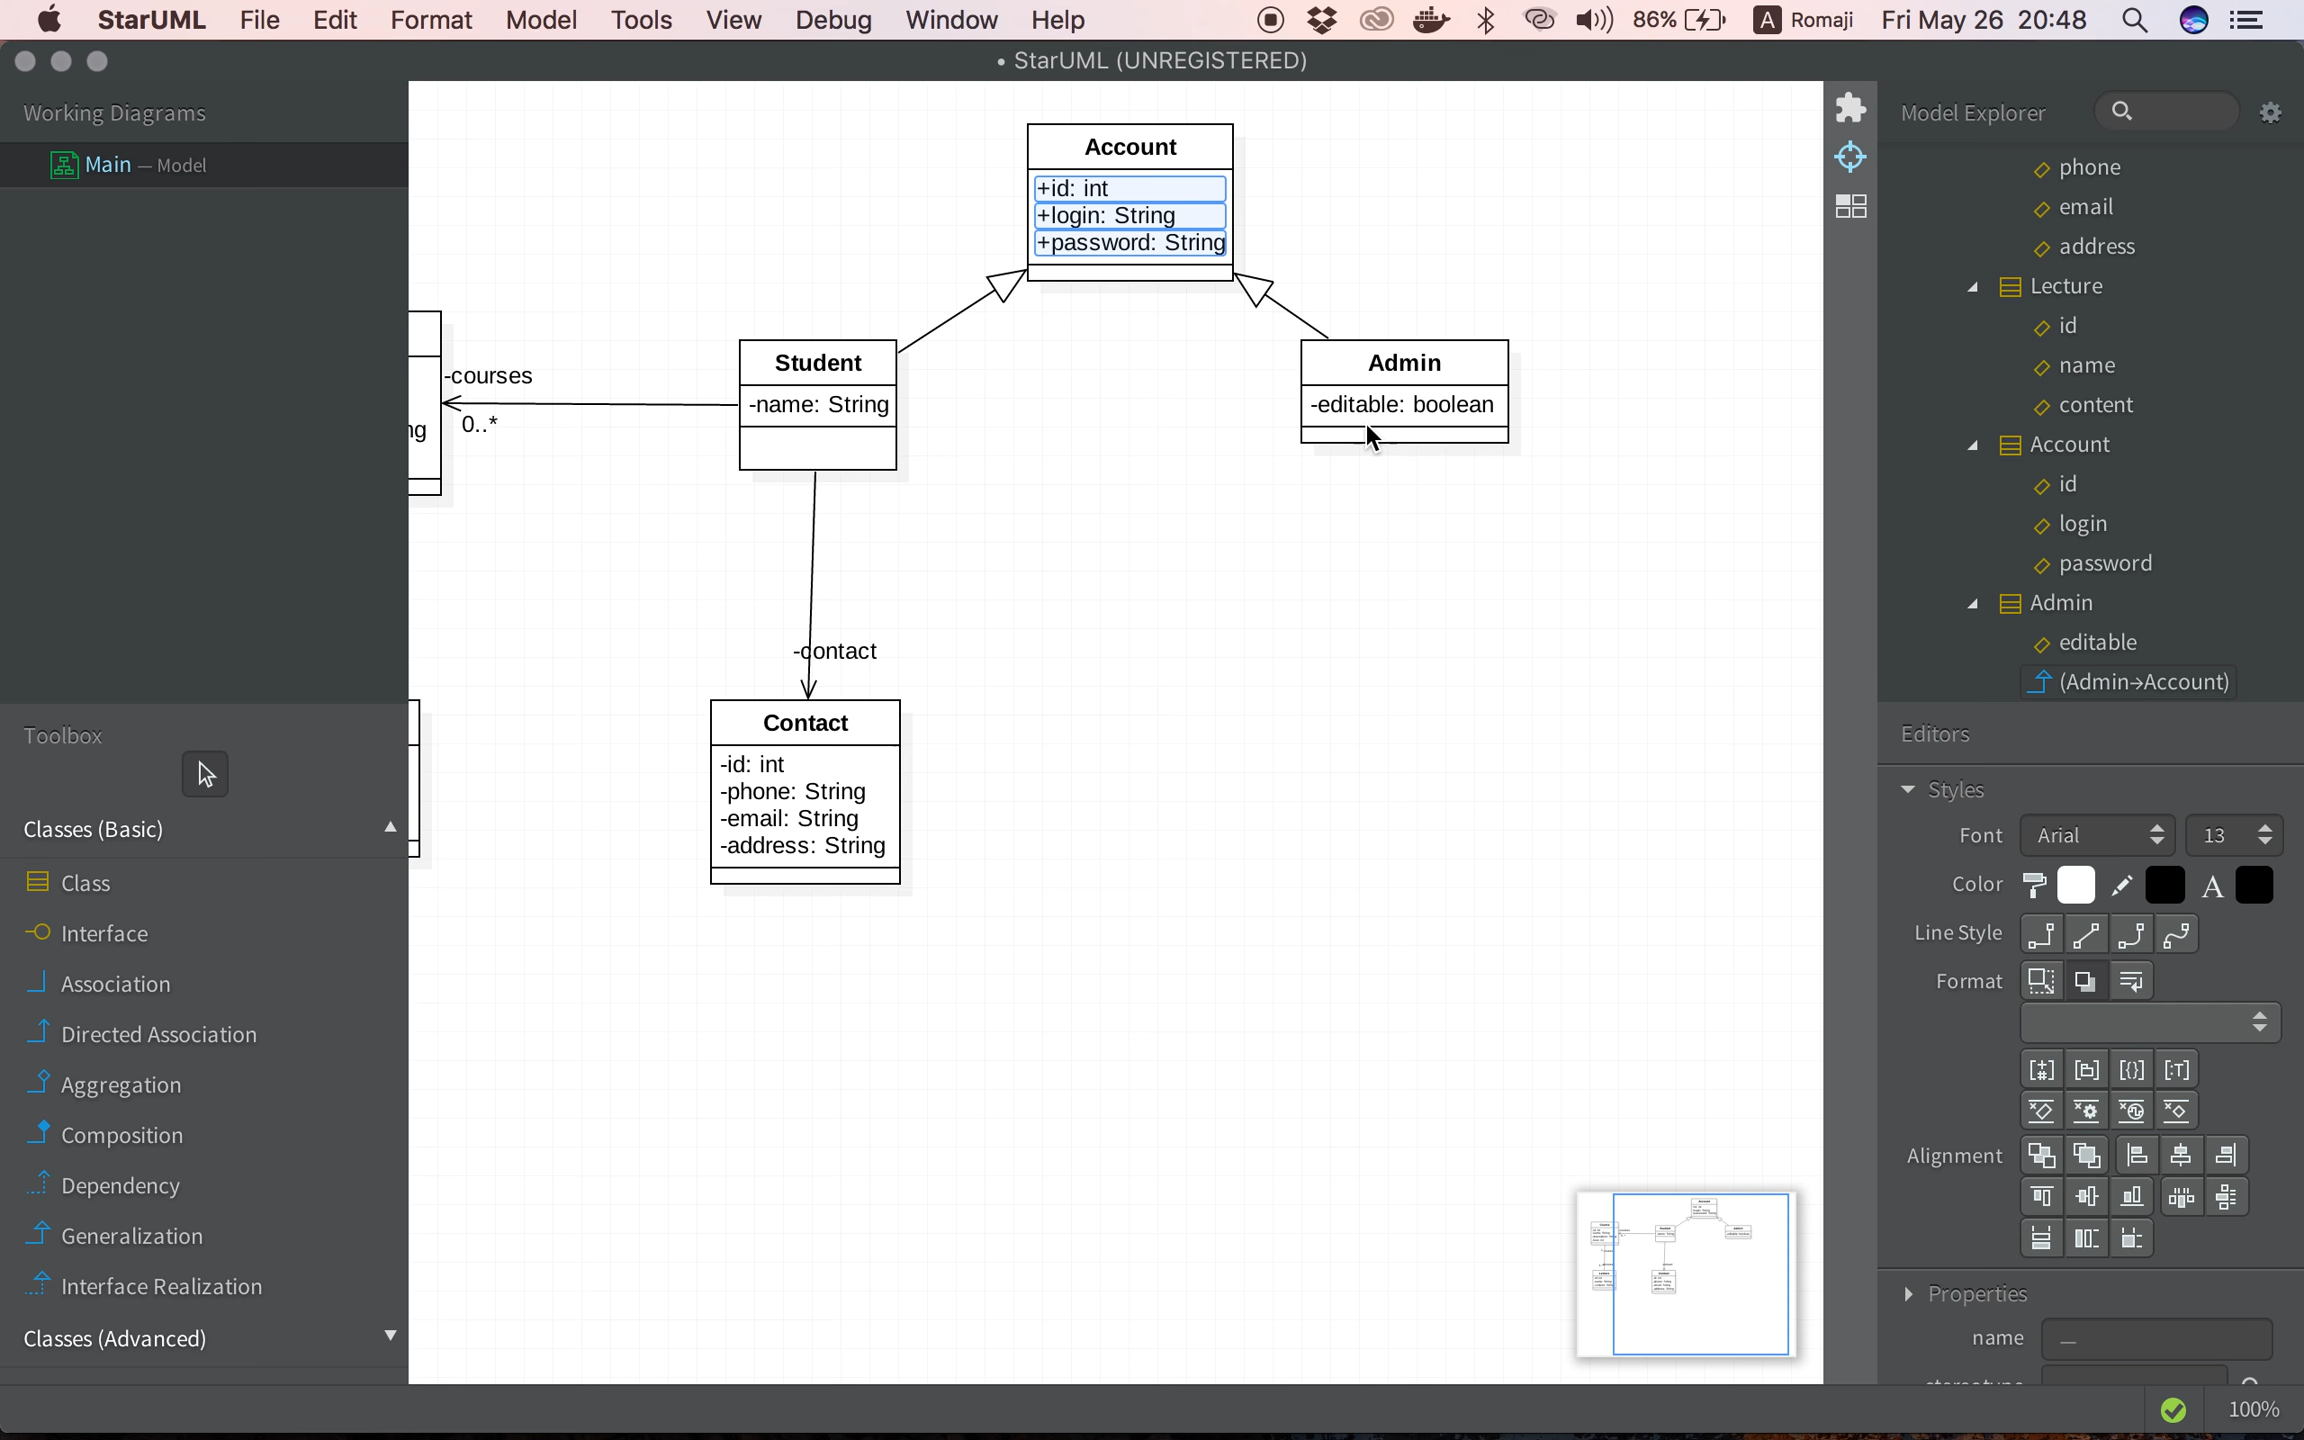 StarUML File Edit Format Model Tools View Debug Window Help 86% A Romaji Fri May 26 20:48
• StarUML (UNREGISTERED)
Working Diagrams
Main — Model
Toolbox
Classes (Basic)
Class
Interface
Association
Directed Association
Aggregation
Composition
Dependency
Generalization
Interface Realization
Classes (Advanced)
Account
+id: int
+login: String
+password: String
Student
-name: String
Admin
-editable: boolean
-courses
0..*
ng
-contact
Contact
-id: int
-phone: String
-email: String
-address: String
Model Explorer
phone
email
address
Lecture
id
name
content
Account
id
login
password
Admin
editable
(Admin→Account)
Editors
Styles
Font Arial 13
Color A
Line Style
Format
Alignment
Properties
name —
100%